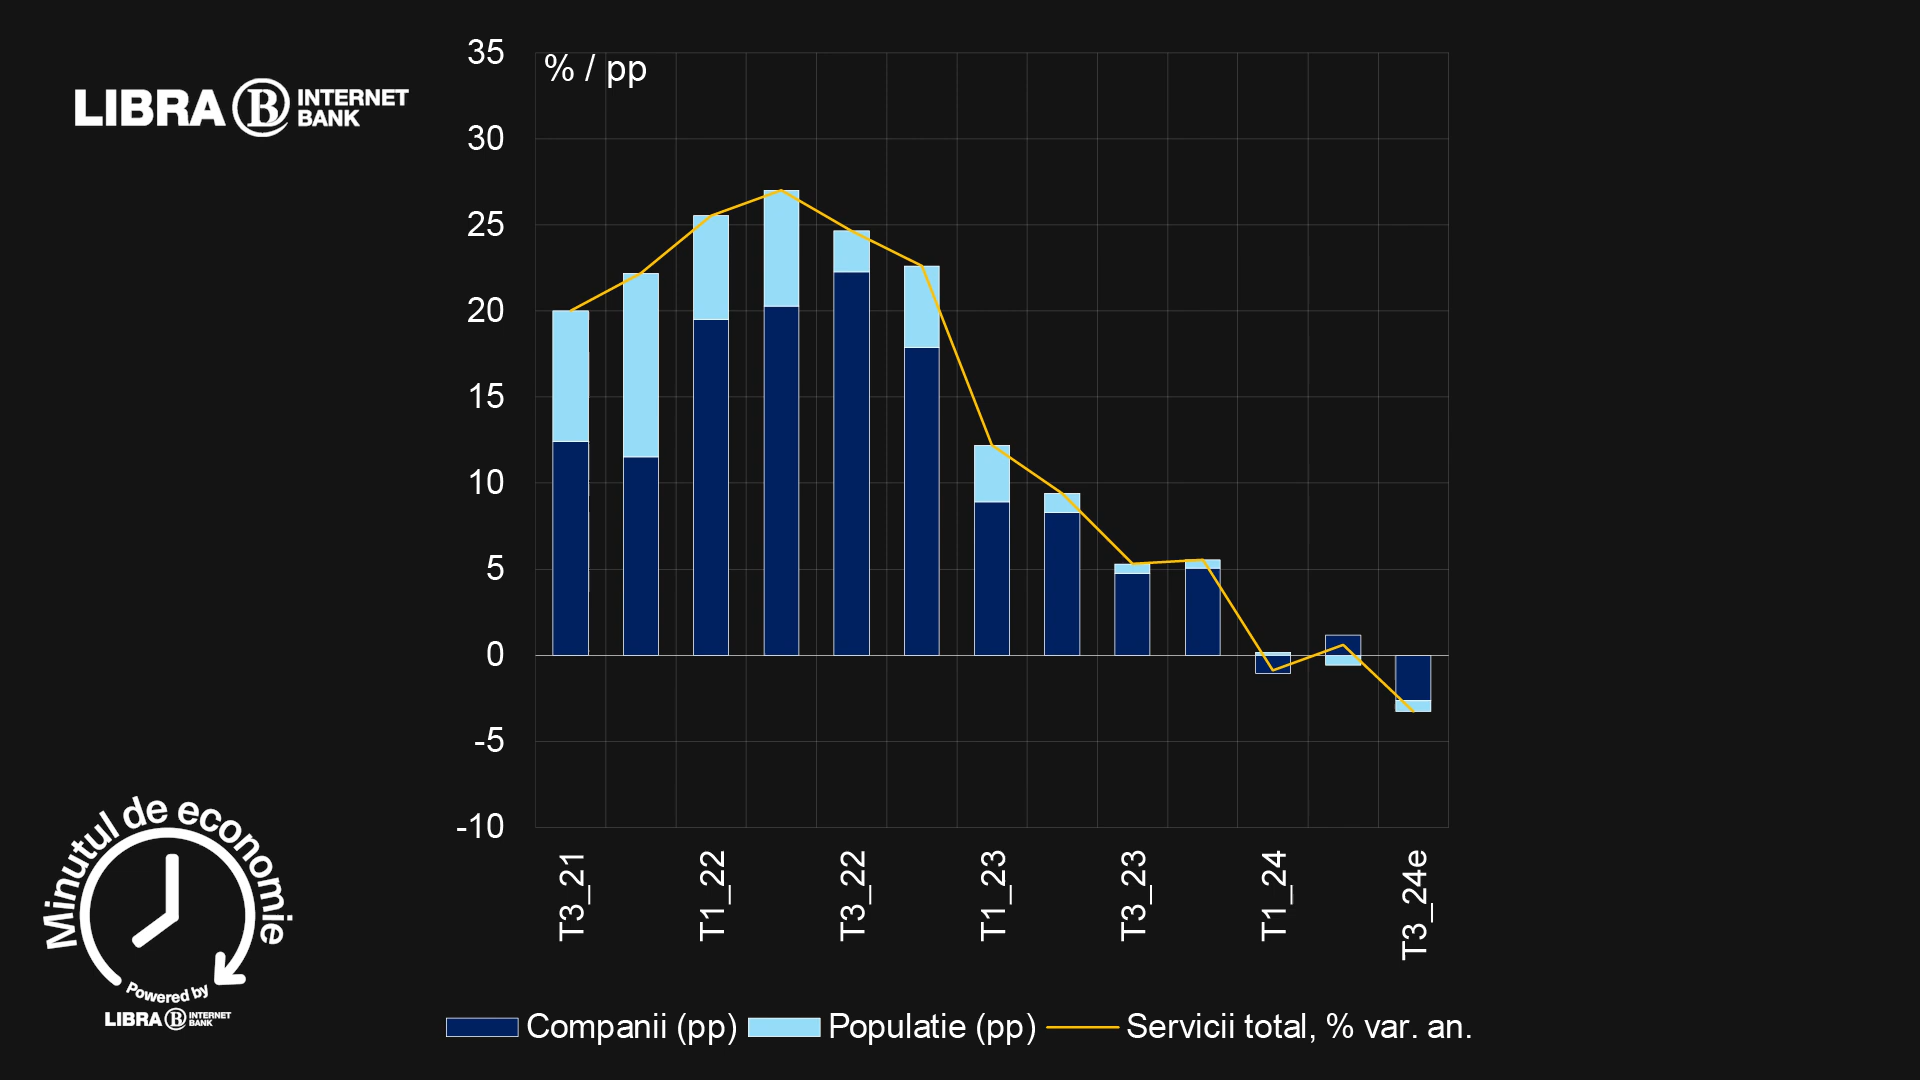 LIBRA B INTERNET BANK
% / pp
35
30
25
20
15
10
5
0
-5
-10
T3_21
T1_22
T3_22
T1_23
T3_23
T1_24
T3_24e
Companii (pp) Populatie (pp) Servicii total, % var. an.
Minutul de economie
Powered by
LIBRA B INTERNET BANK